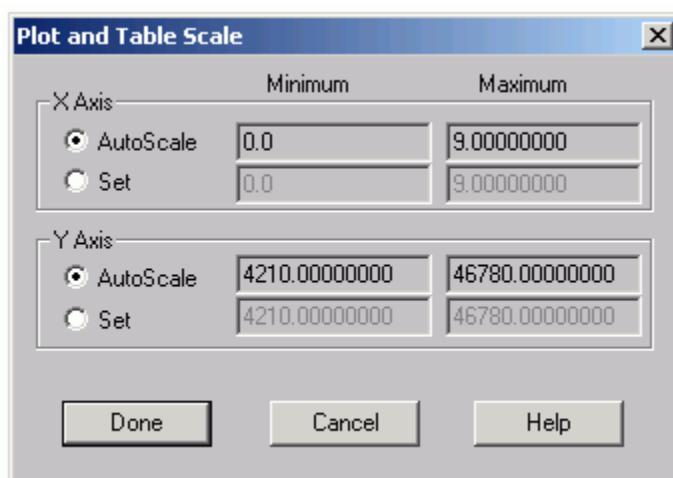 Plot and Table Scale
Minimum Maximum
X Axis
AutoScale 0.0 9.00000000
Set 0.0 9.00000000
Y Axis
AutoScale 4210.00000000 46780.00000000
Set 4210.00000000 46780.00000000
Done Cancel Help